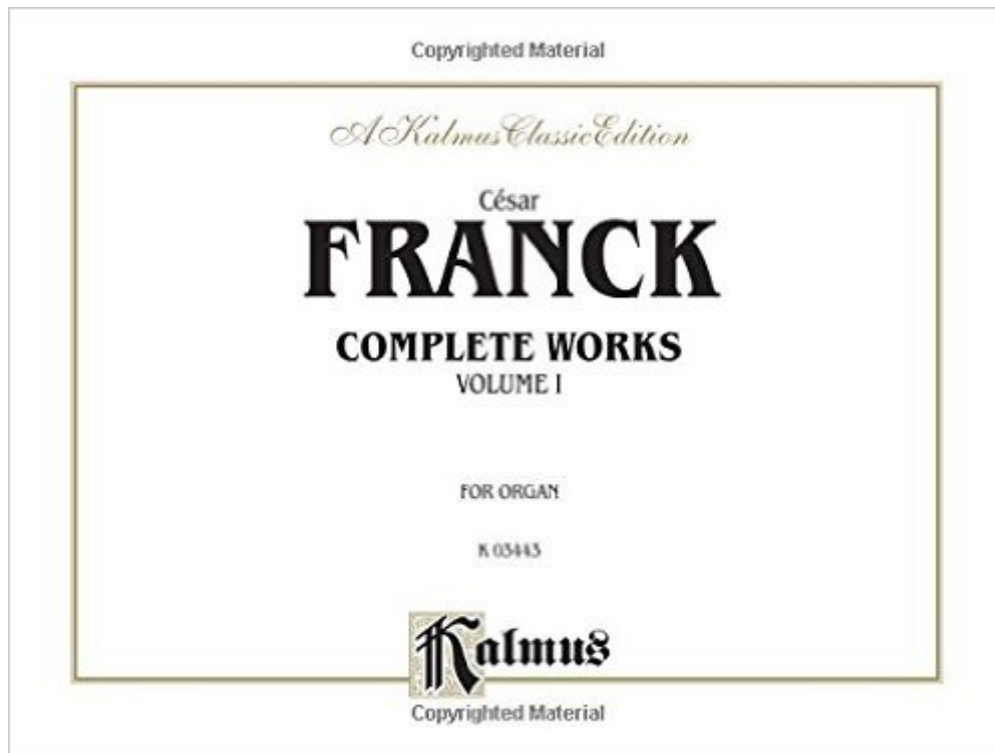 Copyrighted Material
A Kalmus Classic Edition
César
FRANCK
COMPLETE WORKS
VOLUME I
FOR ORGAN
K 03443
Kalmus
Copyrighted Material